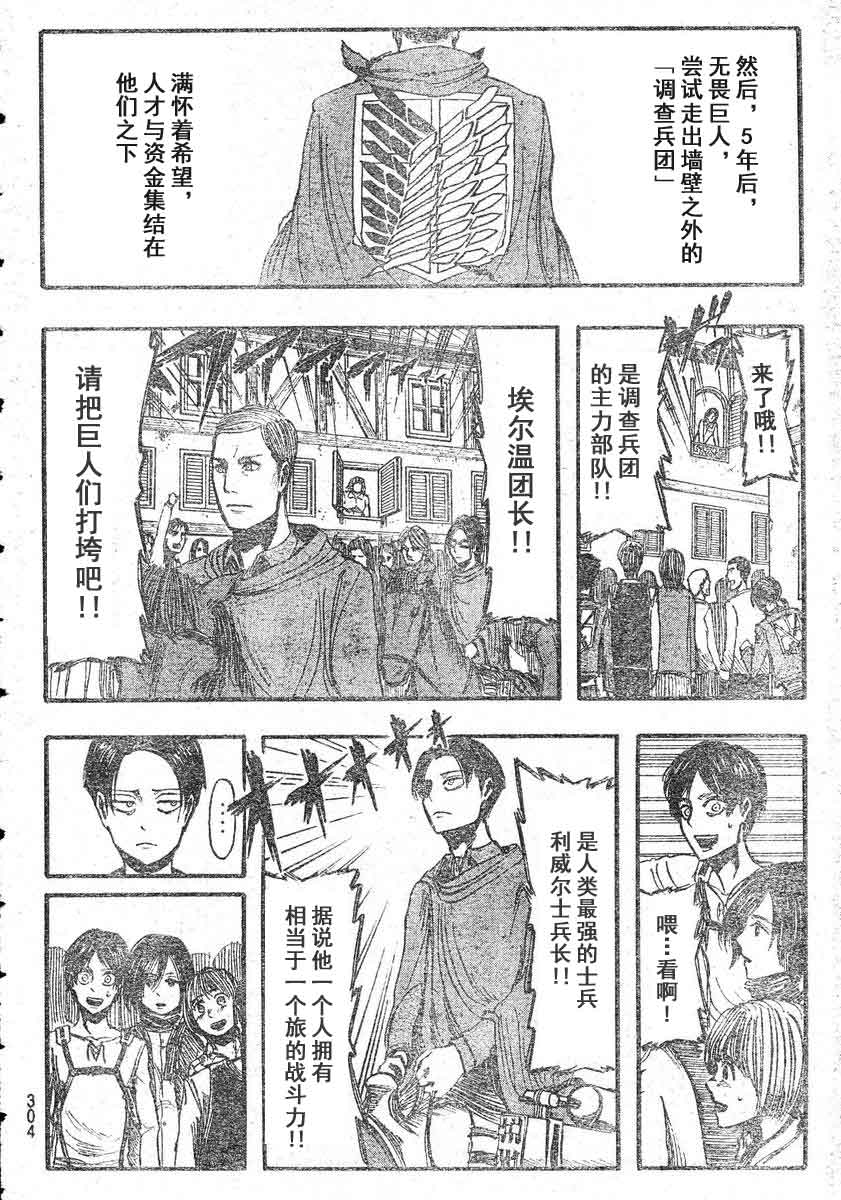 然后，5年后，
无畏巨人，
尝试走出墙壁之外的
「调查兵团」
满怀着希望，
人才与资金集结在
他们之下
来了哦!!
是调查兵团
的主力部队!!
埃尔温团长!!
请把巨人们打垮吧!!
喂…看啊！
是人类最强的士兵
利威尔士兵长!!
据说他一个人拥有
相当于一个旅的战斗力!!
…
304